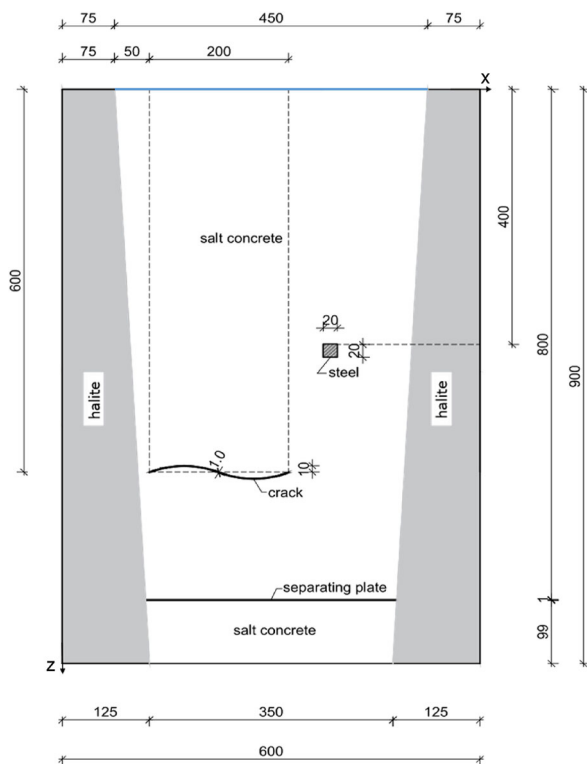 75 450 75
75 50 200
X
salt concrete
600
400
800
900
20
20
steel
halite
halite
1.0
10
crack
separating plate
1
salt concrete
99
Z
125 350 125
600